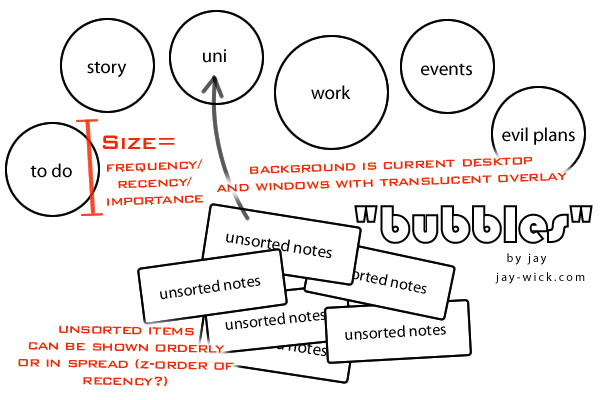 story
uni
work
events
evil plans
to do
Size=
FREQUENCY/
RECENCY/
IMPORTANCE
BACKGROUND IS CURRENT DESKTOP
AND WINDOWS WITH TRANSLUCENT OVERLAY
"bubbles"
by jay
jay-wick.com
unsorted notes
orted notes
unsorted notes
unsorted notes
unsorted notes
notes
UNSORTED ITEMS
CAN BE SHOWN ORDERLY
OR IN SPREAD (Z-ORDER OF
RECENCY?)